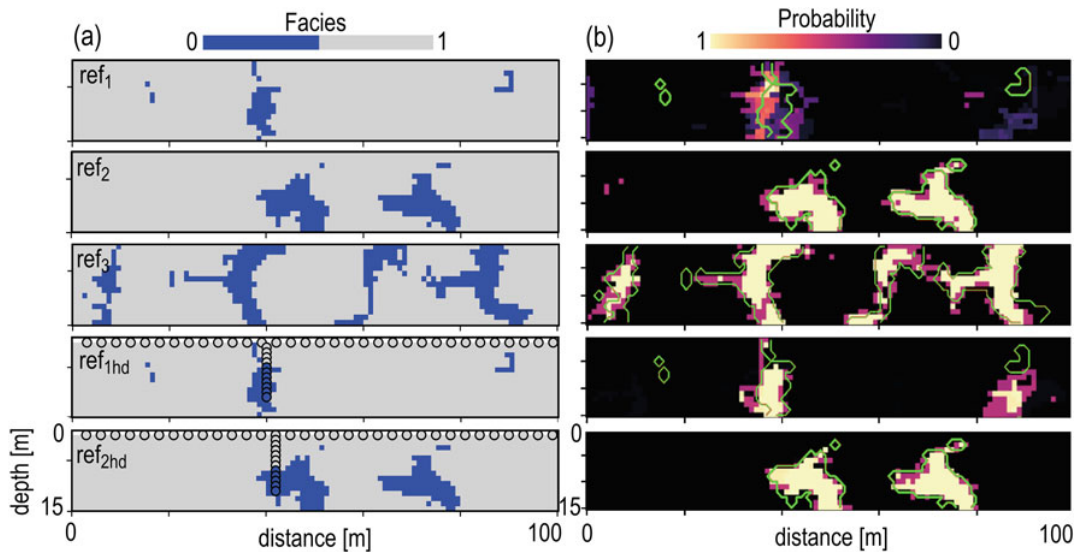 (a) Facies
0 1
ref1
ref2
ref3
ref1hd
ref2hd
0
depth [m]
15
0 distance [m] 100
(b) Probability
1 0
0
15
0 distance [m] 100